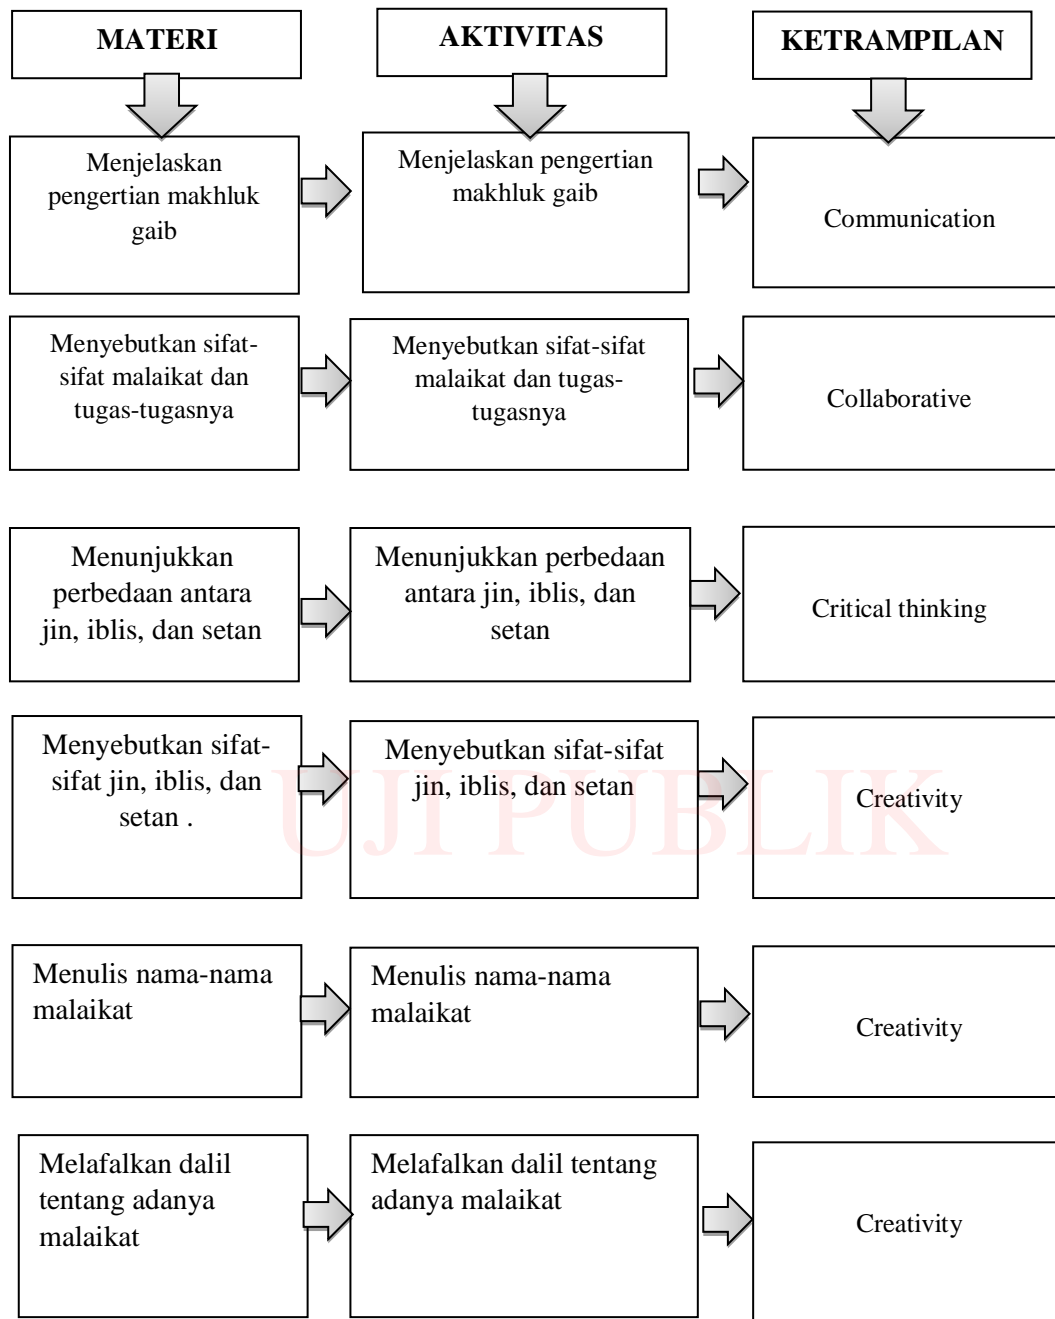 MATERI
AKTIVITAS
KETRAMPILAN
Menjelaskan
pengertian makhluk
gaib
Menjelaskan pengertian
makhluk gaib
Communication
Menyebutkan sifat-
sifat malaikat dan
tugas-tugasnya
Menyebutkan sifat-sifat
malaikat dan tugas-
tugasnya
Collaborative
Menunjukkan
perbedaan antara
jin, iblis, dan setan
Menunjukkan perbedaan
antara jin, iblis, dan
setan
Critical thinking
Menyebutkan sifat-
sifat jin, iblis, dan
setan .
Menyebutkan sifat-sifat
jin, iblis, dan setan
Creativity
UJI PUBLIK
Menulis nama-nama
malaikat
Menulis nama-nama
malaikat
Creativity
Melafalkan dalil
tentang adanya
malaikat
Melafalkan dalil tentang
adanya malaikat
Creativity